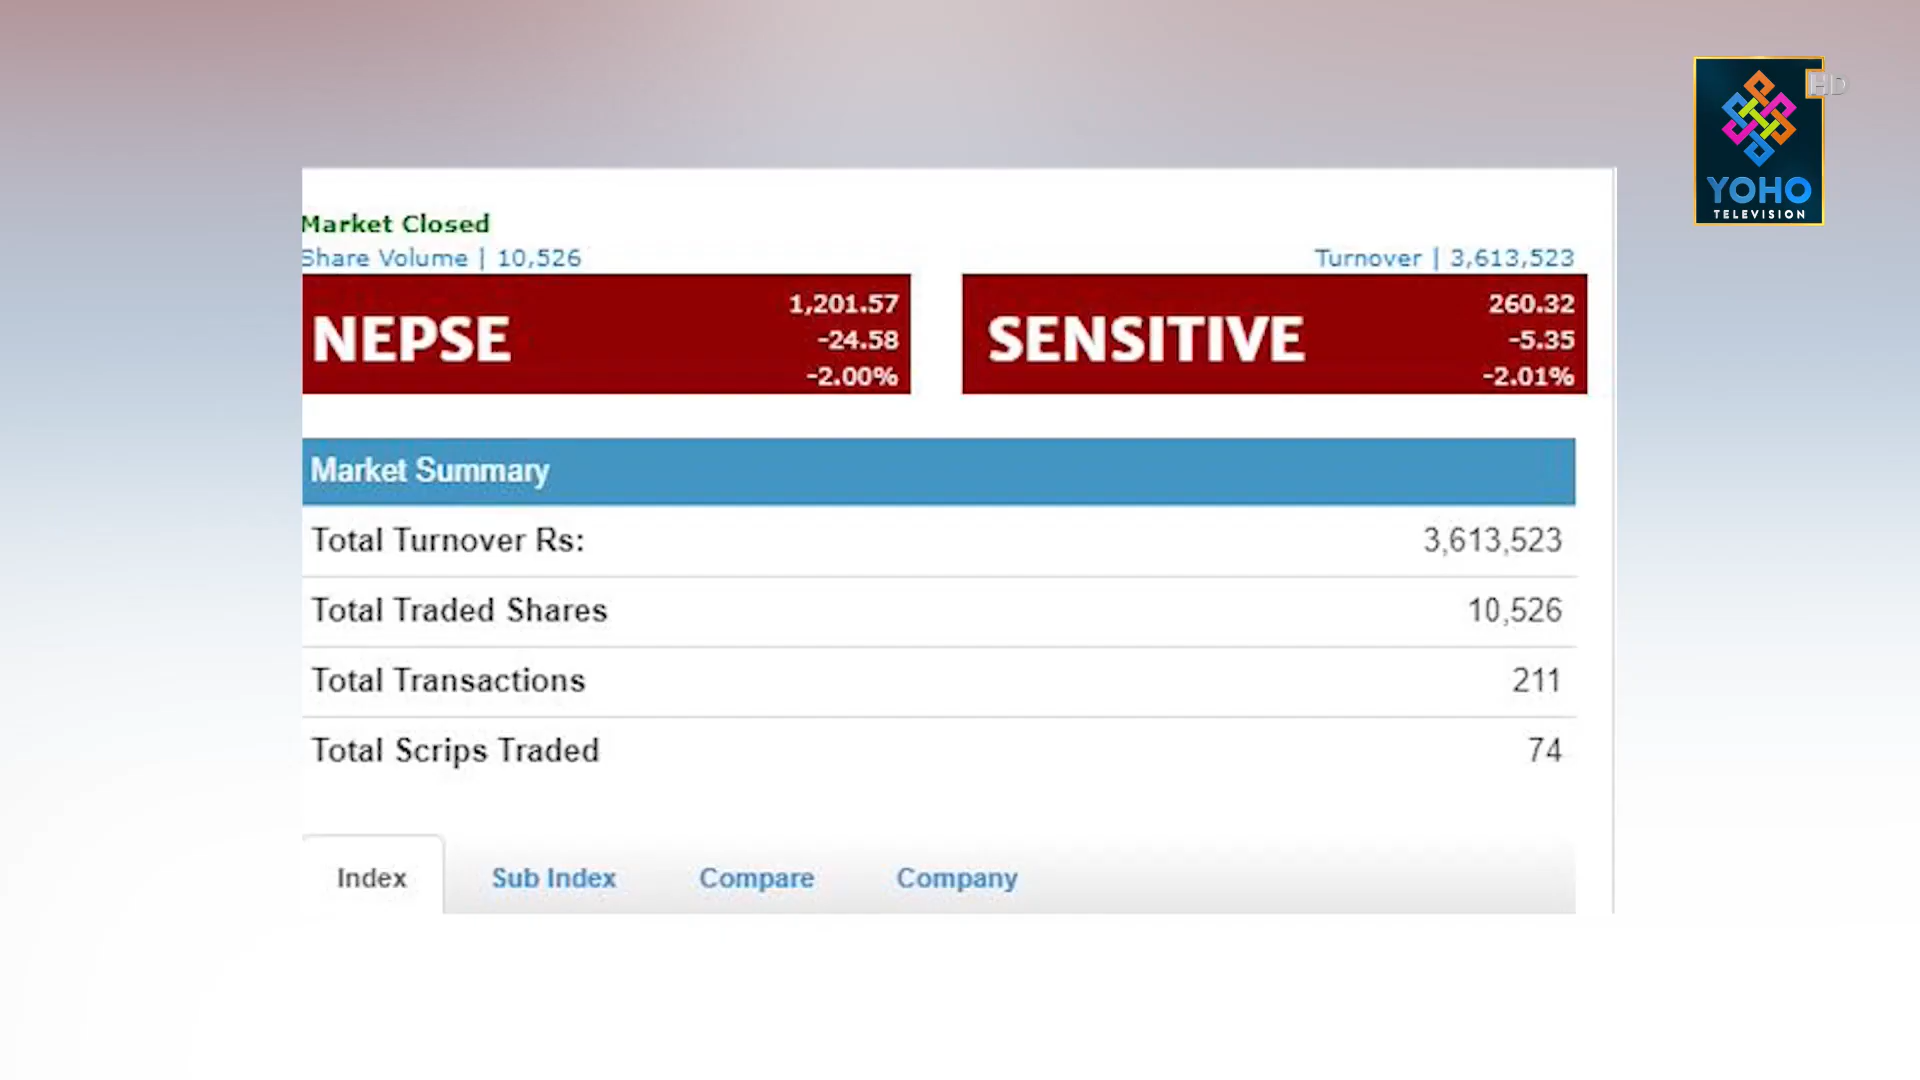 HD
YOHO
TELEVISION
Market Closed
Share Volume | 10,526
Turnover | 3,613,523
NEPSE
1,201.57
-24.58
-2.00%
SENSITIVE
260.32
-5.35
-2.01%
Market Summary
Total Turnover Rs: 3,613,523
Total Traded Shares 10,526
Total Transactions 211
Total Scrips Traded 74
Index Sub Index Compare Company